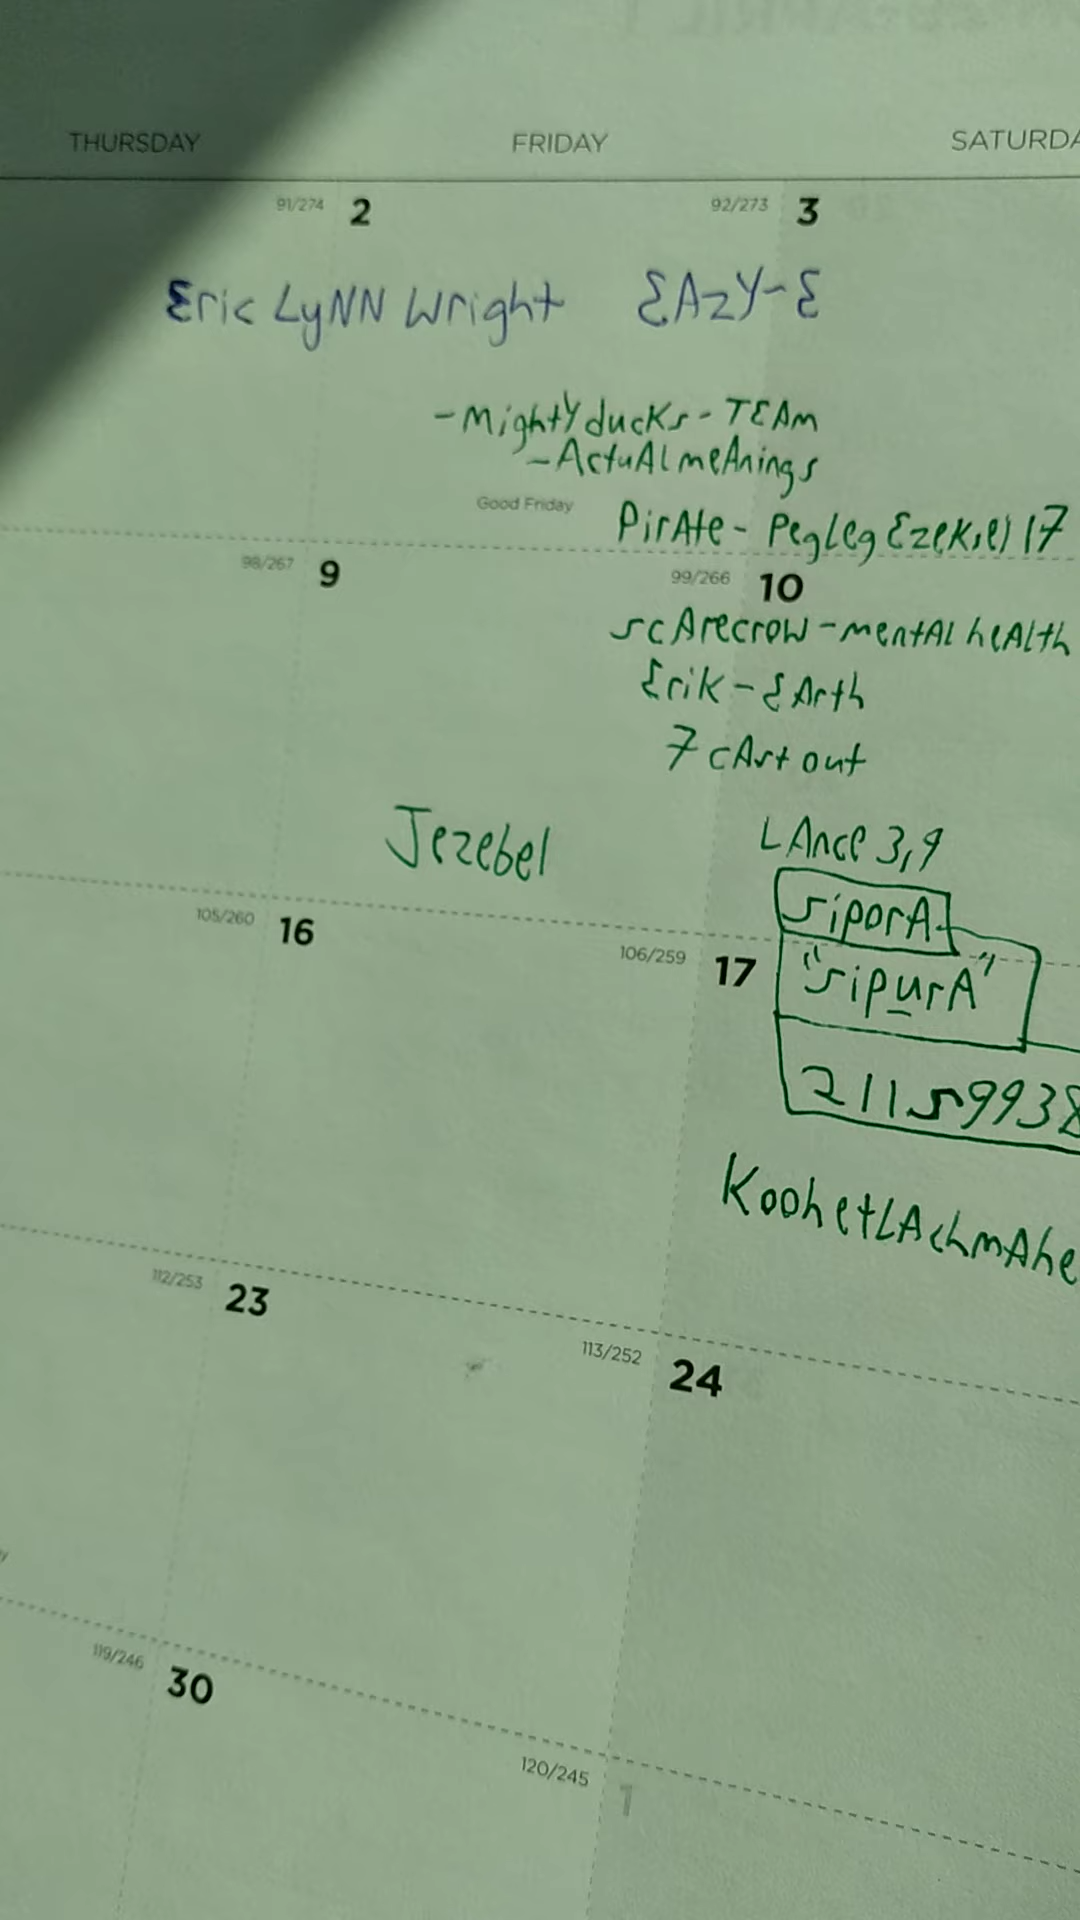 THURSDAY FRIDAY SATURDA
91/274 2 92/273 3
Eric LyNN Wright EAzY-E
-MightY ducks - TEAM
-ActuAl meAnings
Good Friday
PirAte - PegLeg Ezekiel 17
98/267 9 99/266 10
scArecrow - mentAl heAlth
Erik - EArth
7 cAst out
Jezebel
LAnce 3,9
siporA
105/260 16 106/259 17
"sipurA"
21159938
KoohetLAchmAhe
112/253 23 113/252 24
119/246 30
120/245 1